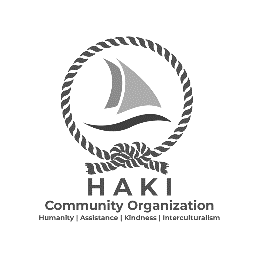 HAKI
Community Organization
Humanity | Assistance | Kindness | Interculturalism